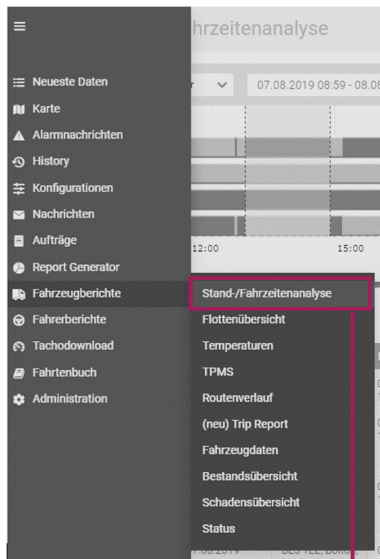 hrzeitenanalyse
07.08.2019 08:59 - 08.08
Neueste Daten
Karte
Alarmnachrichten
History
Konfigurationen
Nachrichten
Aufträge
12:00
15:00
Report Generator
Fahrzeugberichte
Stand-/Fahrzeitenanalyse
Fahrerberichte
Flottenübersicht
Tachodownload
Temperaturen
Fahrtenbuch
TPMS
Administration
Routenverlauf
(neu) Trip Report
Fahrzeugdaten
Bestandsübersicht
Schadensübersicht
Status